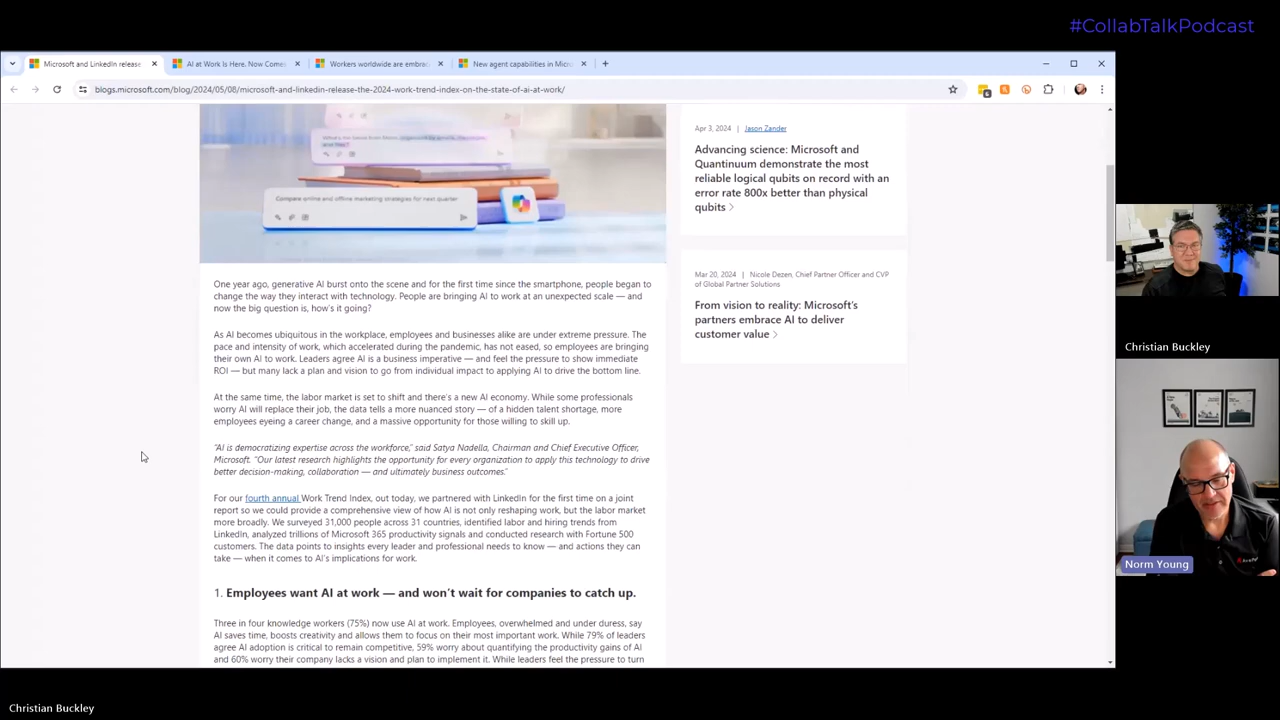 #CollabTalkPodcast
Microsoft and LinkedIn release
AI at Work Is Here. Now Comes
Workers worldwide are embrac
New agent capabilities in Micro
blogs.microsoft.com/blog/2024/05/08/microsoft-and-linkedin-release-the-2024-work-trend-index-on-the-state-of-ai-at-work/
Compare online and offline marketing strategies for next quarter
Apr 3, 2024 | Jason Zander
Advancing science: Microsoft and
Quantinuum demonstrate the most
reliable logical qubits on record with an
error rate 800x better than physical
qubits
Mar 20, 2024 | Nicole Dezen, Chief Partner Officer and CVP
of Global Partner Solutions
From vision to reality: Microsoft's
partners embrace AI to deliver
customer value
One year ago, generative AI burst onto the scene and for the first time since the smartphone, people began to
change the way they interact with technology. People are bringing AI to work at an unexpected scale — and
now the big question is, how's it going?
As AI becomes ubiquitous in the workplace, employees and businesses alike are under extreme pressure. The
pace and intensity of work, which accelerated during the pandemic, has not eased, so employees are bringing
their own AI to work. Leaders agree AI is a business imperative — and feel the pressure to show immediate
ROI — but many lack a plan and vision to go from individual impact to applying AI to drive the bottom line.
At the same time, the labor market is set to shift and there's a new AI economy. While some professionals
worry AI will replace their job, the data tells a more nuanced story — of a hidden talent shortage, more
employees eyeing a career change, and a massive opportunity for those willing to skill up.
"AI is democratizing expertise across the workforce," said Satya Nadella, Chairman and Chief Executive Officer,
Microsoft. "Our latest research highlights the opportunity for every organization to apply this technology to drive
better decision-making, collaboration — and ultimately business outcomes."
For our fourth annual Work Trend Index, out today, we partnered with LinkedIn for the first time on a joint
report so we could provide a comprehensive view of how AI is not only reshaping work, but the labor market
more broadly. We surveyed 31,000 people across 31 countries, identified labor and hiring trends from
LinkedIn, analyzed trillions of Microsoft 365 productivity signals and conducted research with Fortune 500
customers. The data points to insights every leader and professional needs to know — and actions they can
take — when it comes to AI's implications for work.
1. Employees want AI at work — and won't wait for companies to catch up.
Three in four knowledge workers (75%) now use AI at work. Employees, overwhelmed and under duress, say
AI saves time, boosts creativity and allows them to focus on their most important work. While 79% of leaders
agree AI adoption is critical to remain competitive, 59% worry about quantifying the productivity gains of AI
and 60% worry their company lacks a vision and plan to implement it. While leaders feel the pressure to turn
Christian Buckley
Norm Young
Christian Buckley